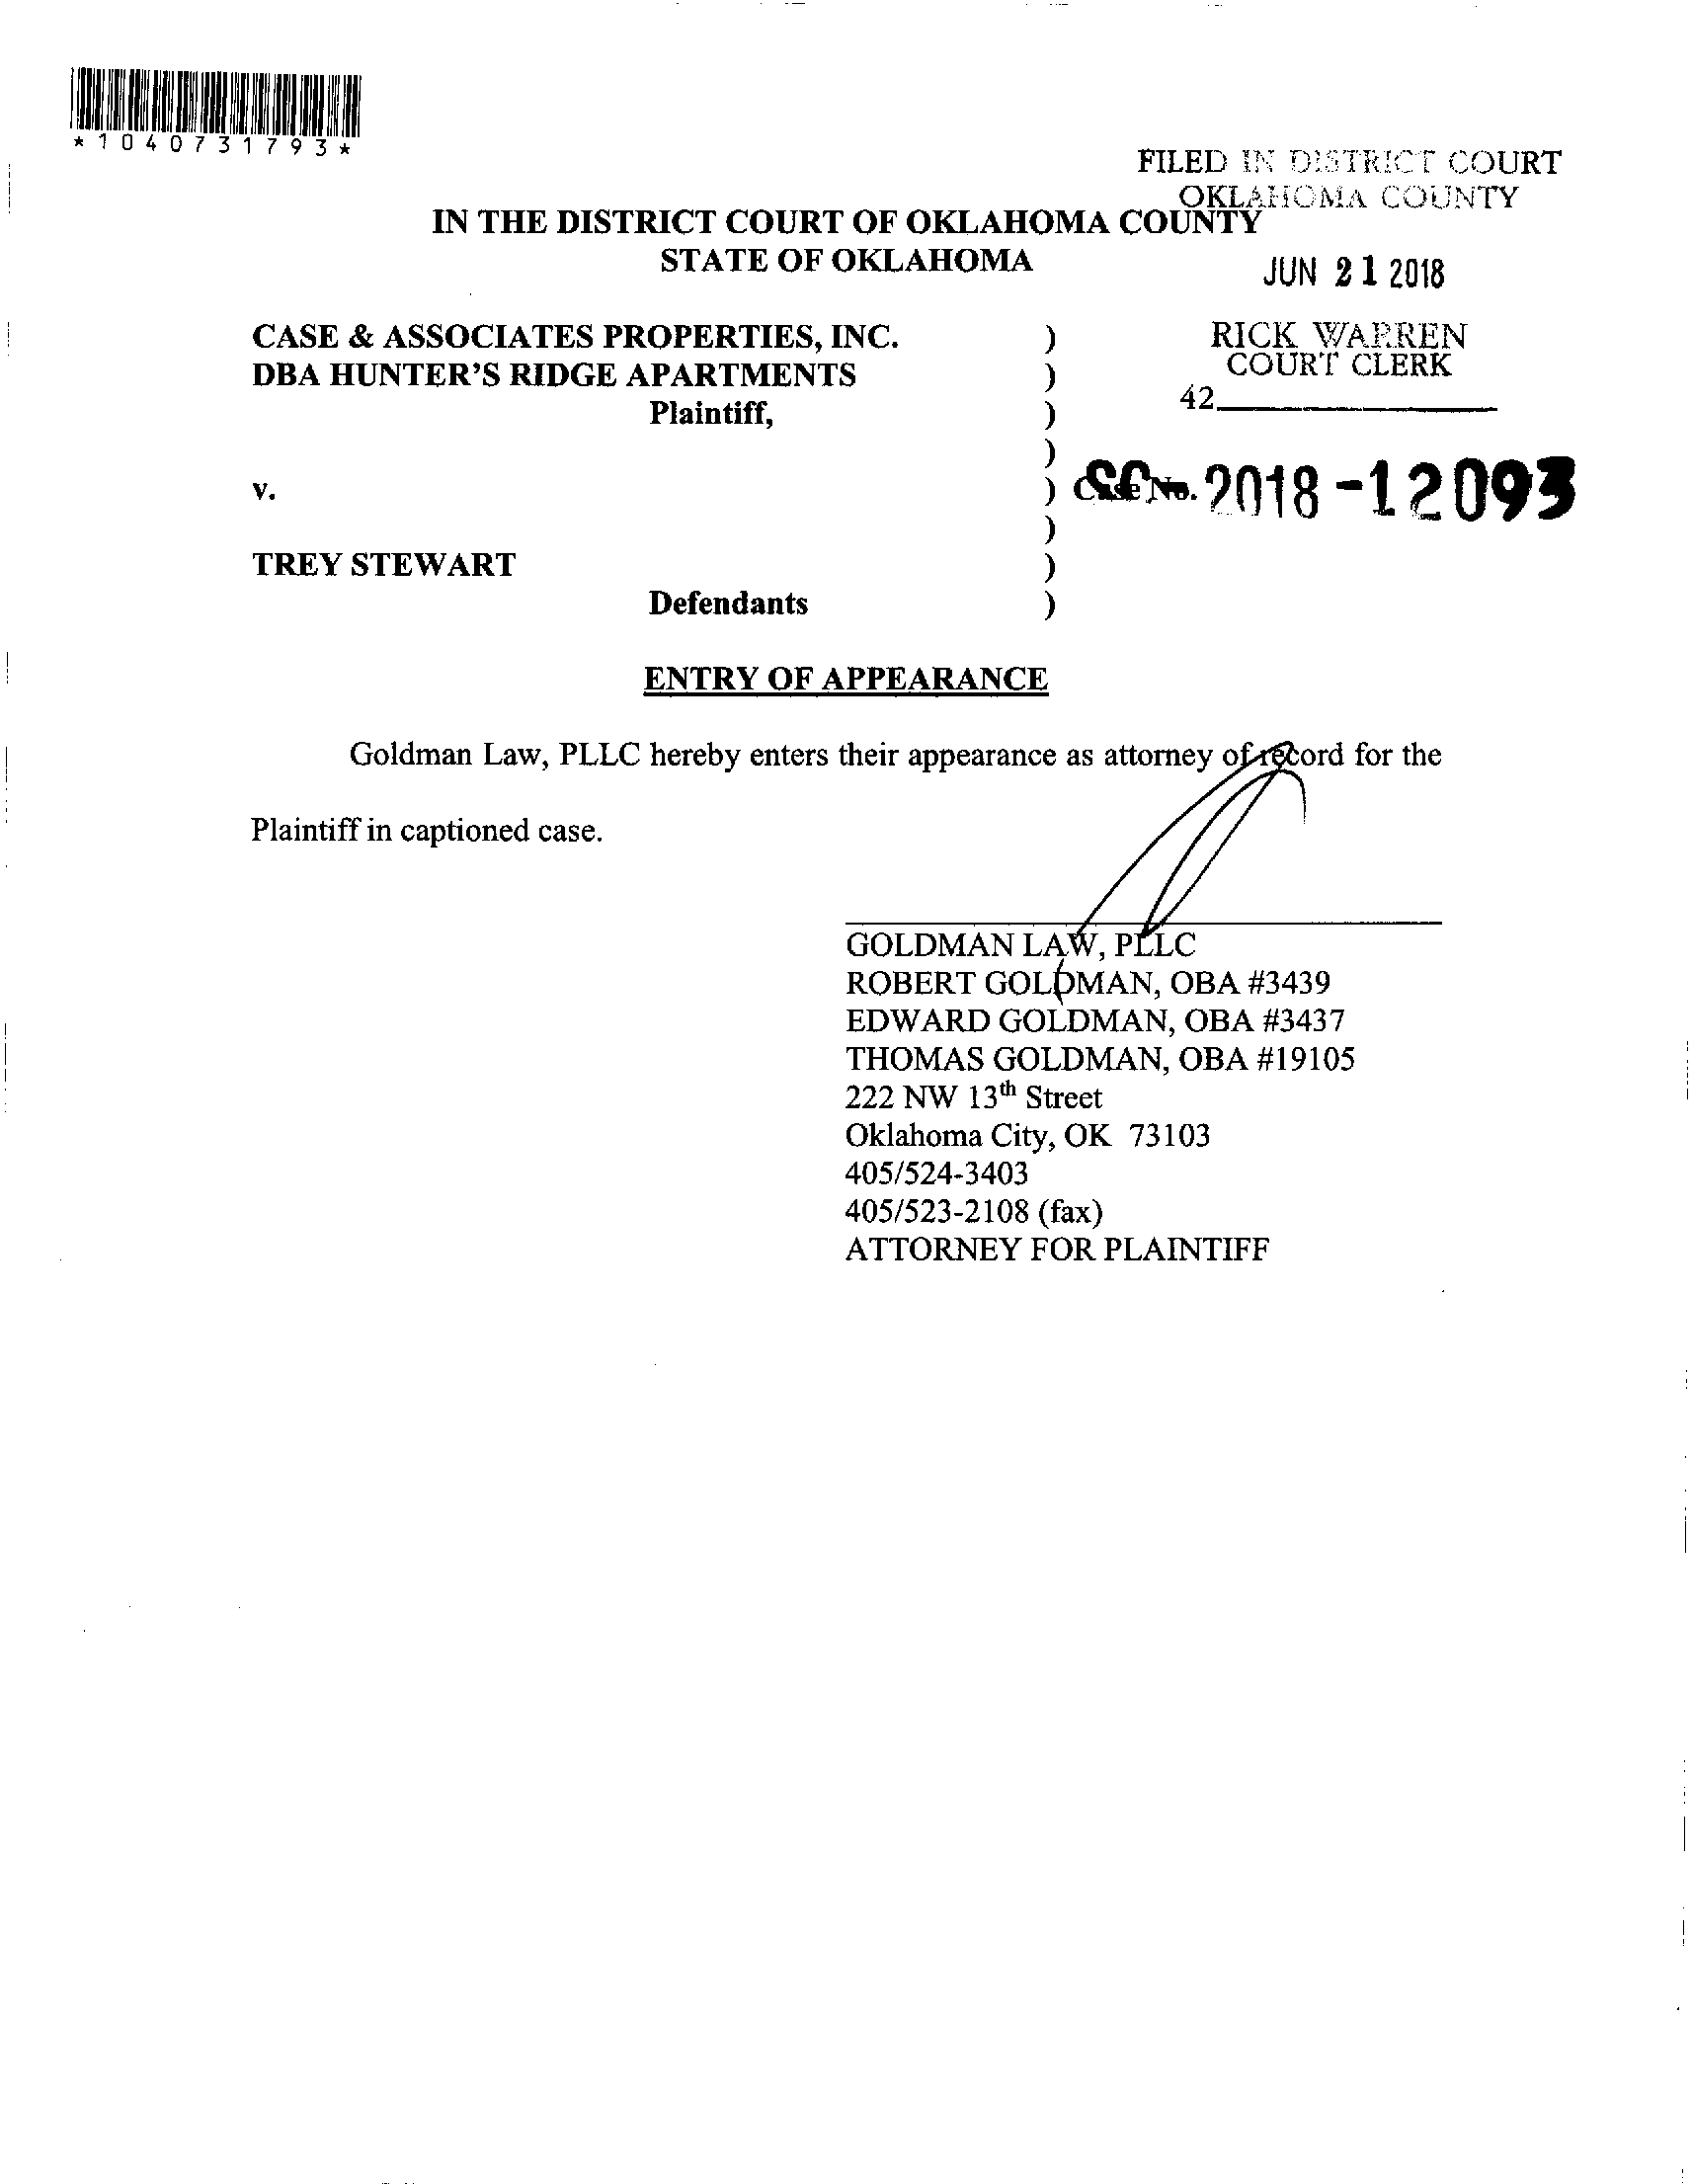 *1040731793*
FILED IN DISTRICT COURT
OKLAHOMA COUNTY
IN THE DISTRICT COURT OF OKLAHOMA COUNTY
STATE OF OKLAHOMA
JUN 21 2018
CASE & ASSOCIATES PROPERTIES, INC. )
RICK WARREN
DBA HUNTER'S RIDGE APARTMENTS )
COURT CLERK
Plaintiff, )
42
)
v. ) Case No. SC 2018-12093
)
TREY STEWART )
Defendants )
ENTRY OF APPEARANCE
Goldman Law, PLLC hereby enters their appearance as attorney of record for the
Plaintiff in captioned case.
GOLDMAN LAW, PLLC
ROBERT GOLDMAN, OBA #3439
EDWARD GOLDMAN, OBA #3437
THOMAS GOLDMAN, OBA #19105
222 NW 13th Street
Oklahoma City, OK 73103
405/524-3403
405/523-2108 (fax)
ATTORNEY FOR PLAINTIFF